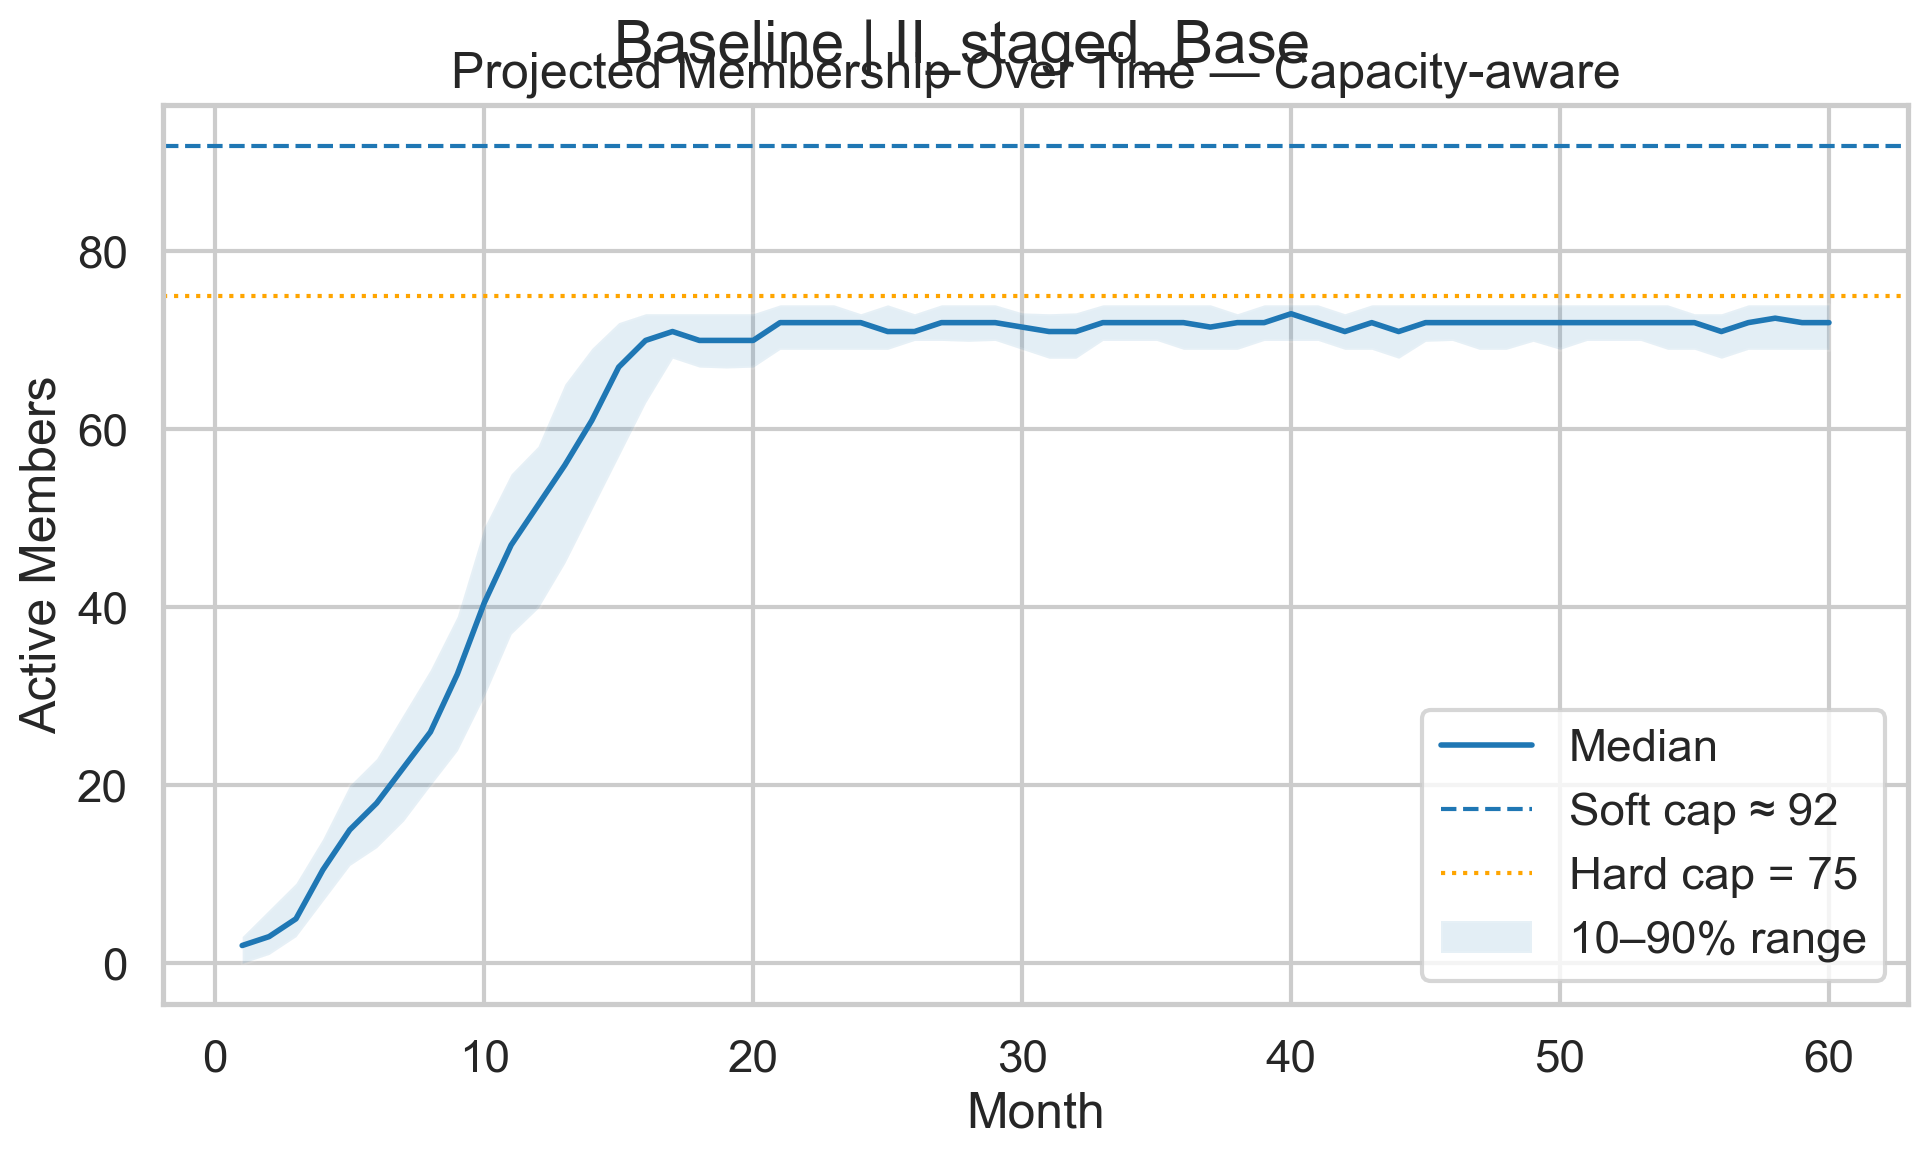 Baseline | II_staged_Base
Projected Membership Over Time — Capacity-aware
80
60
40
20
0
Active Members
0 10 20 30 40 50 60
Month
Median
Soft cap ≈ 92
Hard cap = 75
10–90% range